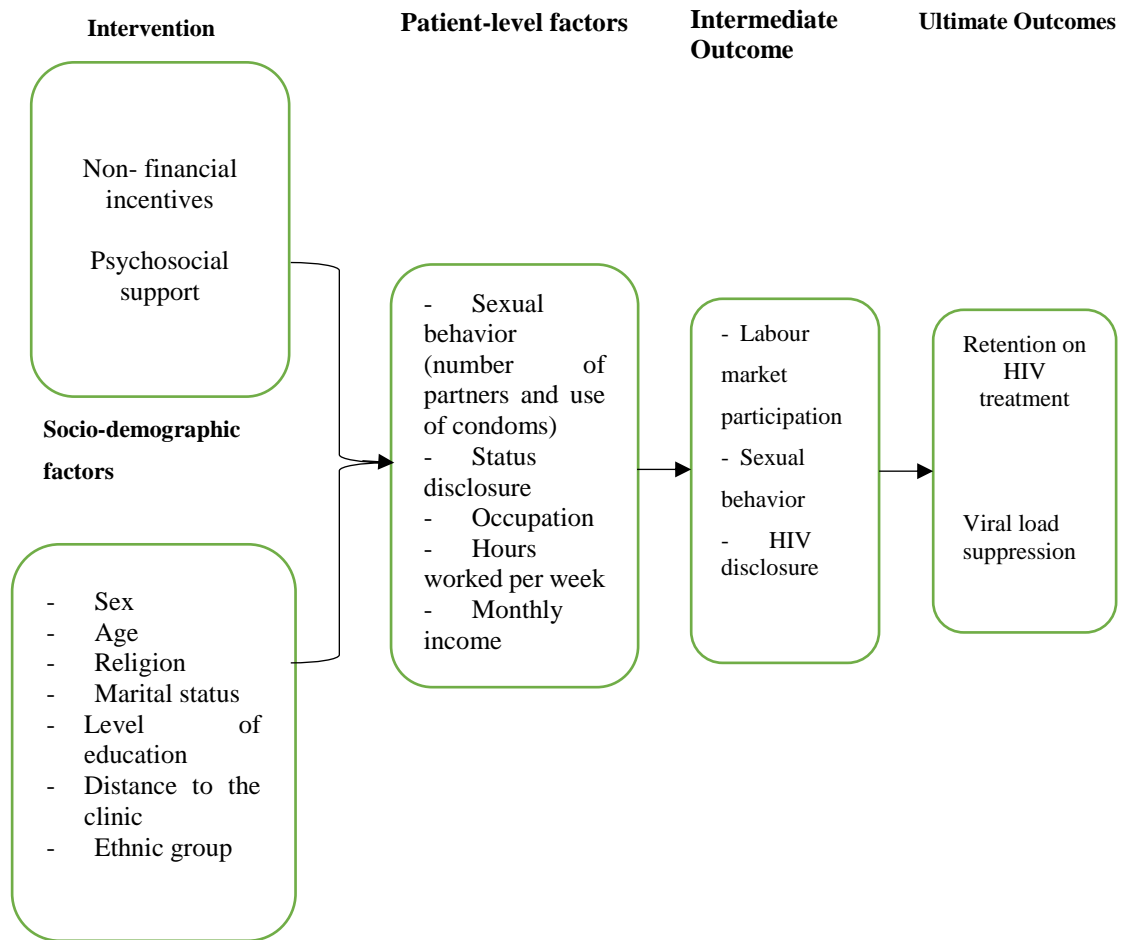 Intervention
Non- financial
incentives
Psychosocial
support
Socio-demographic
factors
- Sex
- Age
- Religion
- Marital status
- Level of
education
- Distance to the
clinic
- Ethnic group
Patient-level factors
- Sexual
behavior
(number of
partners and use
of condoms)
- Status
disclosure
- Occupation
- Hours
worked per week
- Monthly
income
Intermediate
Outcome
- Labour
market
participation
- Sexual
behavior
- HIV
disclosure
Ultimate Outcomes
Retention on
HIV
treatment
Viral load
suppression